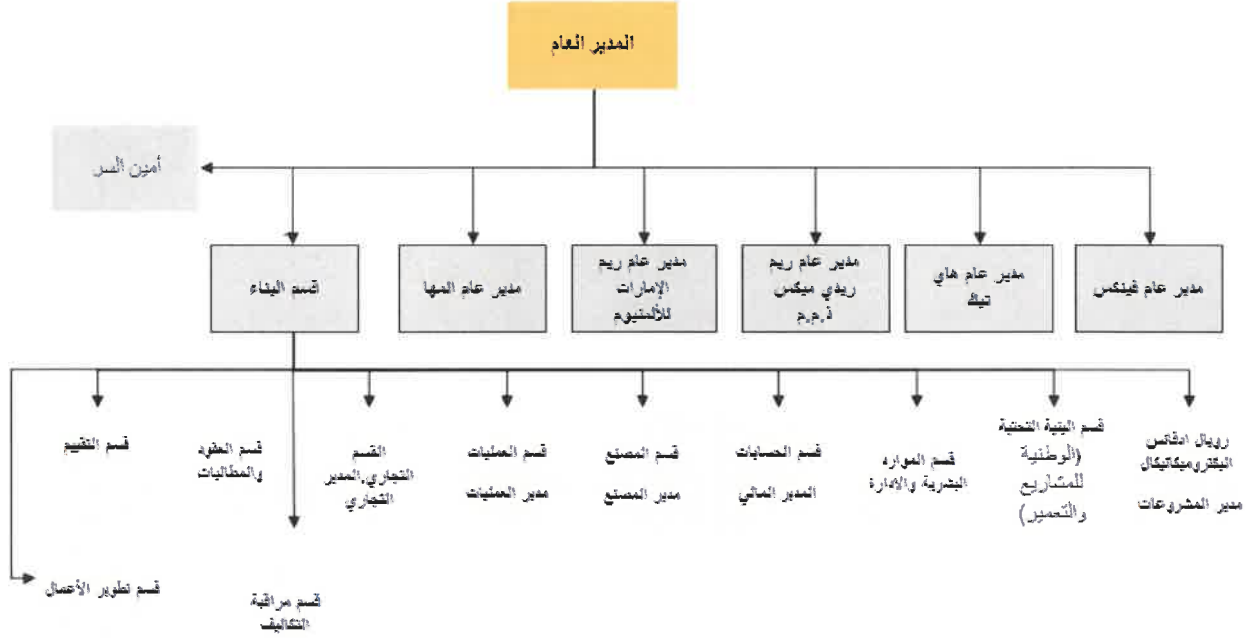 المدير العام
أمين السر
مدير عام فينكس
مدير عام هاي
تيك
مدير عام ريم
ريدي ميكس
ذ.م.م
مدير عام ريم
الإمارات
للألمنيوم
مدير عام المها
قسم البناء
رويال ادفانس
اليكتروميكانيكال
مدير المشروعات
قسم البنية التحتية
(الوطنية
للمشاريع
والتعمير)
قسم الموارد
البشرية والادارة
قسم الحسابات
المدير المالي
قسم المصنع
مدير المصنع
قسم العمليات
مدير العمليات
القسم
التجاري,المدير
التجاري
قسم العقود
والمطالبات
قسم التقييم
قسم مراقبة
التكاليف
قسم تطوير الأعمال